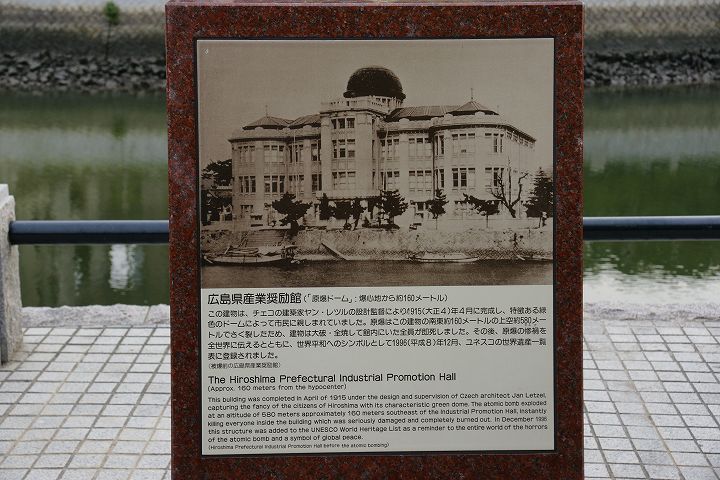 広島県産業奨励館(「原爆ドーム」: 爆心地から約160メートル)
この建物は、チェコの建築家ヤン・レツルの設計監督により1915(大正4)年4月に完成し、特徴ある緑
色のドームによって市民に親しまれていました。原爆はこの建物の南東約160メートルの上空約580メー
トルでさく裂したため、建物は大破・全焼して館内にいた全員が即死しました。その後、原爆の惨禍を
全世界に伝えるとともに、世界平和へのシンボルとして1996(平成8)年12月、ユネスコの世界遺産一覧
表に登録されました。
(被爆前の広島県産業奨励館)
The Hiroshima Prefectural Industrial Promotion Hall
(Approx. 160 meters from the hypocenter)
This building was completed in April of 1915 under the design and supervision of Czech architect Jan Letzel,
capturing the fancy of the citizens of Hiroshima with its characteristic green dome. The atomic bomb exploded
at an altitude of 580 meters approximately 160 meters southeast of the Industrial Promotion Hall, instantly
killing everyone inside the building which was seriously damaged and completely burned out. In December 1996
this structure was added to the UNESCO World Heritage List as a reminder to the entire world of the horrors
of the atomic bomb and a symbol of global peace.
(Hiroshima Prefectural Industrial Promotion Hall before the atomic bombing)